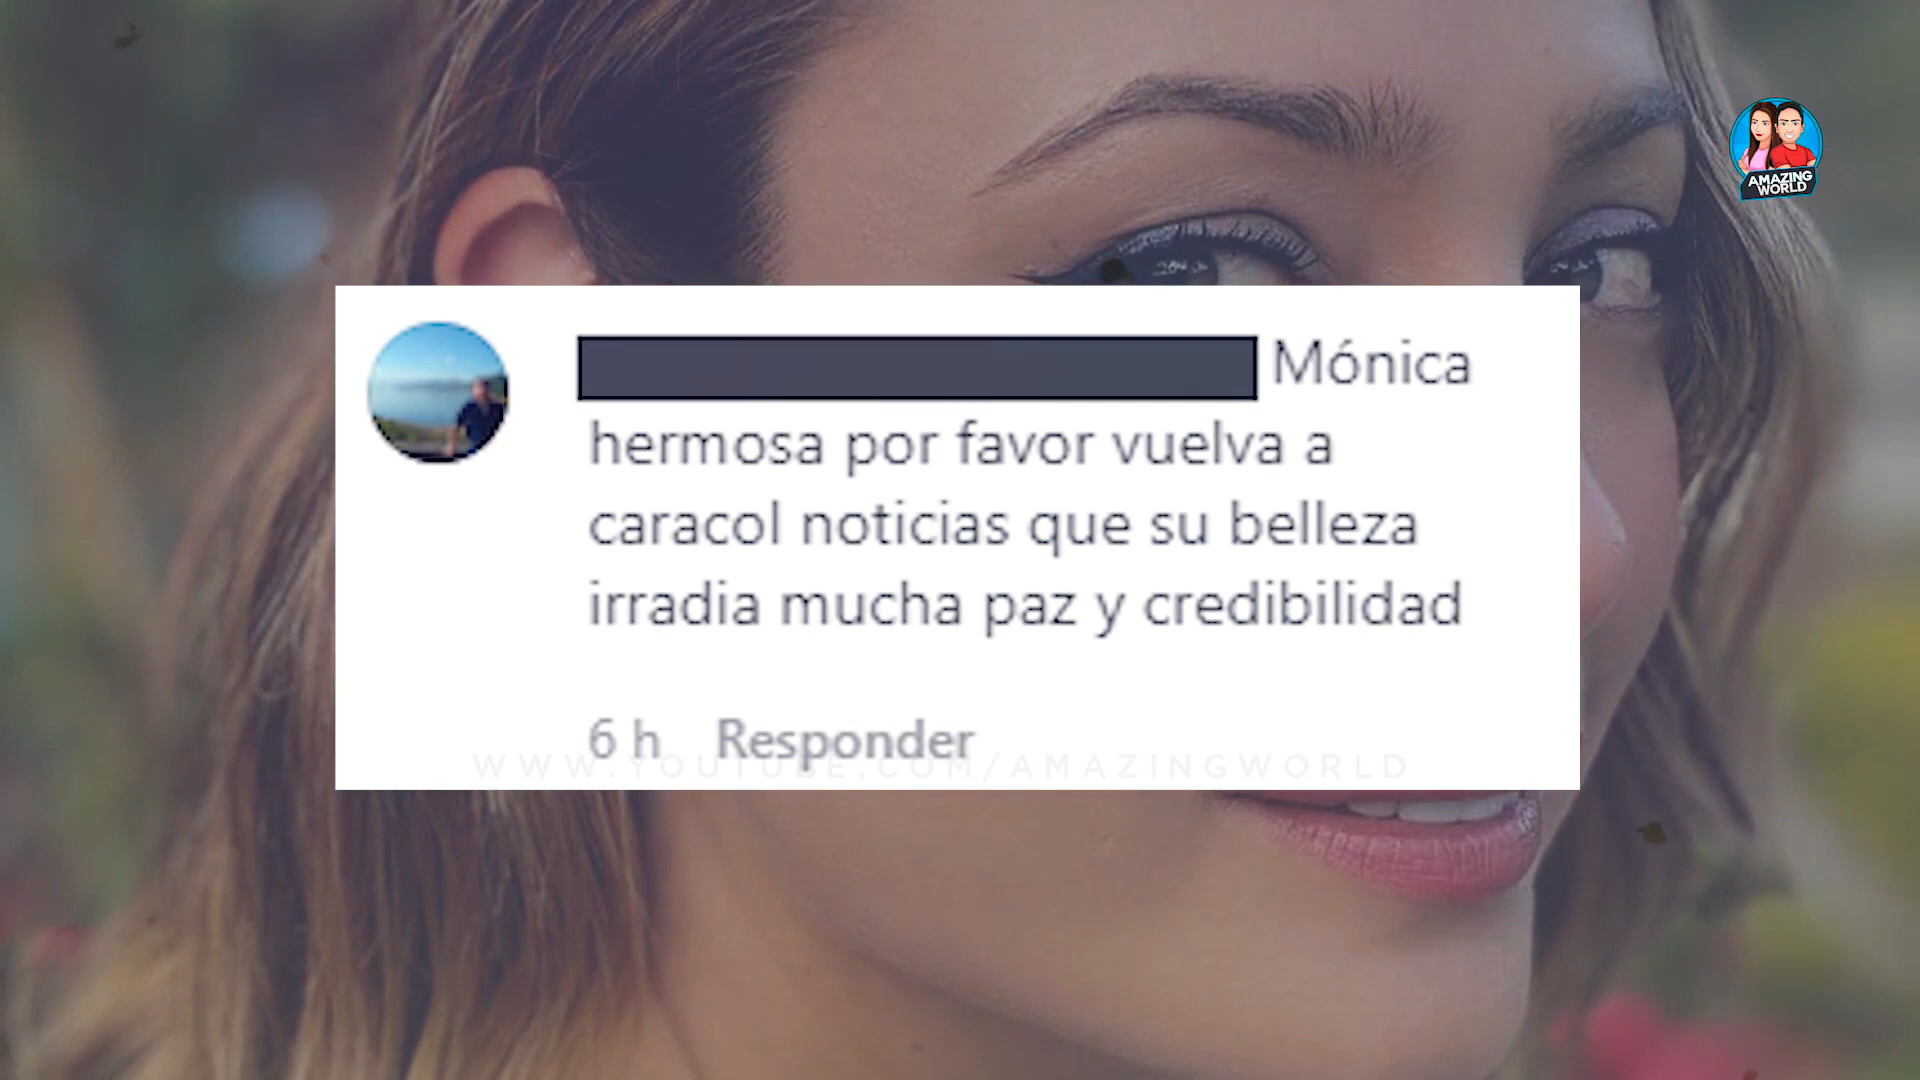 AMAZING
WORLD
Mónica
hermosa por favor vuelva a
caracol noticias que su belleza
irradia mucha paz y credibilidad
6 h Responder
WWW.YOUTUBE.COM/AMAZINGWORLD